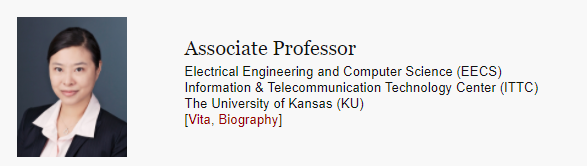 Associate Professor
Electrical Engineering and Computer Science (EECS)
Information & Telecommunication Technology Center (ITTC)
The University of Kansas (KU)
[Vita, Biography]